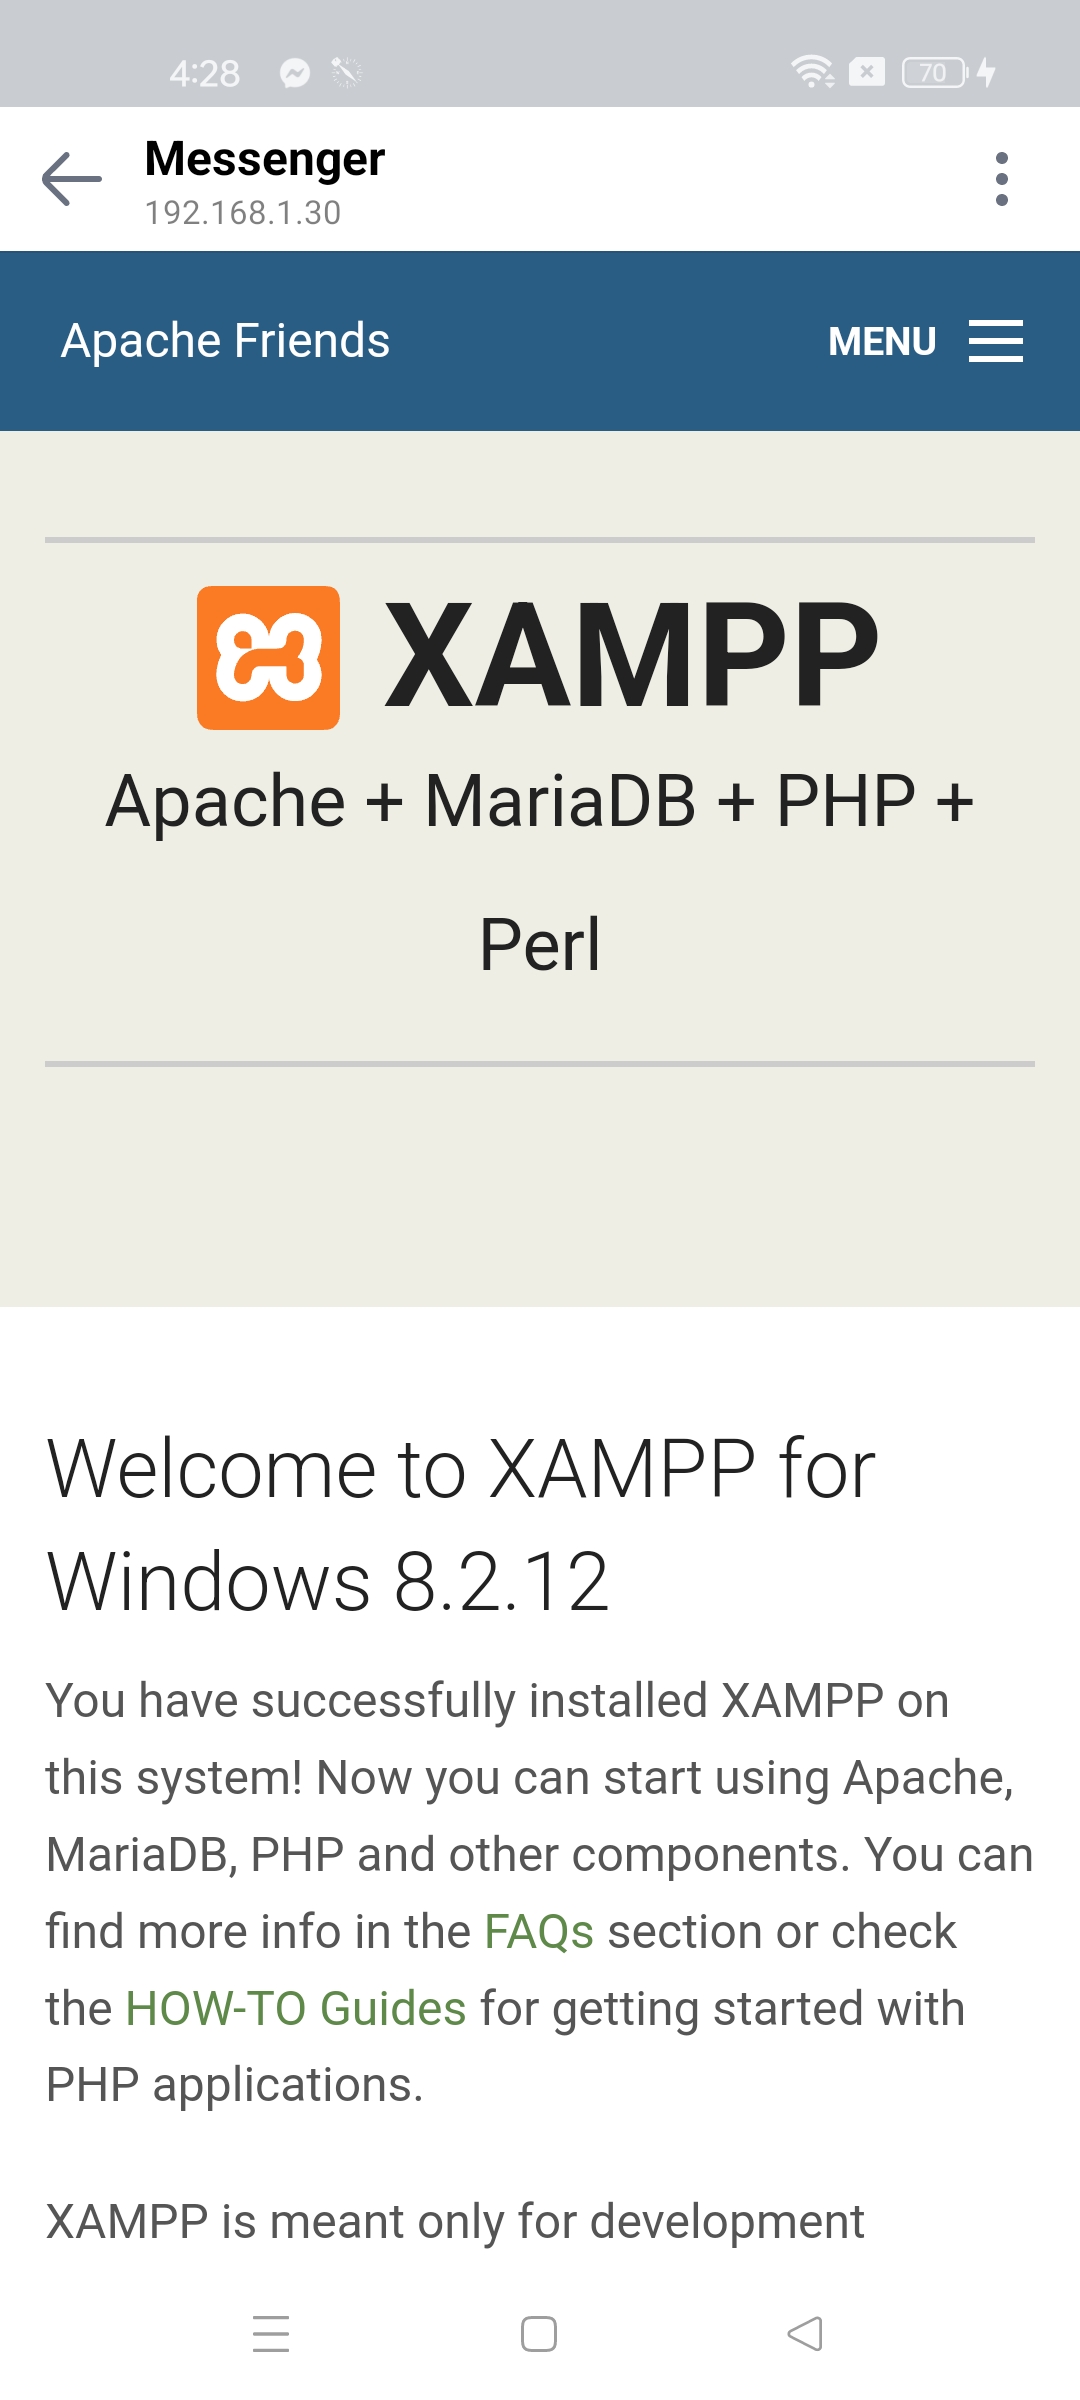 4:28
70
Messenger
192.168.1.30
Apache Friends
MENU
XAMPP
Apache + MariaDB + PHP +
Perl
Welcome to XAMPP for
Windows 8.2.12
You have successfully installed XAMPP on
this system! Now you can start using Apache,
MariaDB, PHP and other components. You can
find more info in the FAQs section or check
the HOW-TO Guides for getting started with
PHP applications.
XAMPP is meant only for development